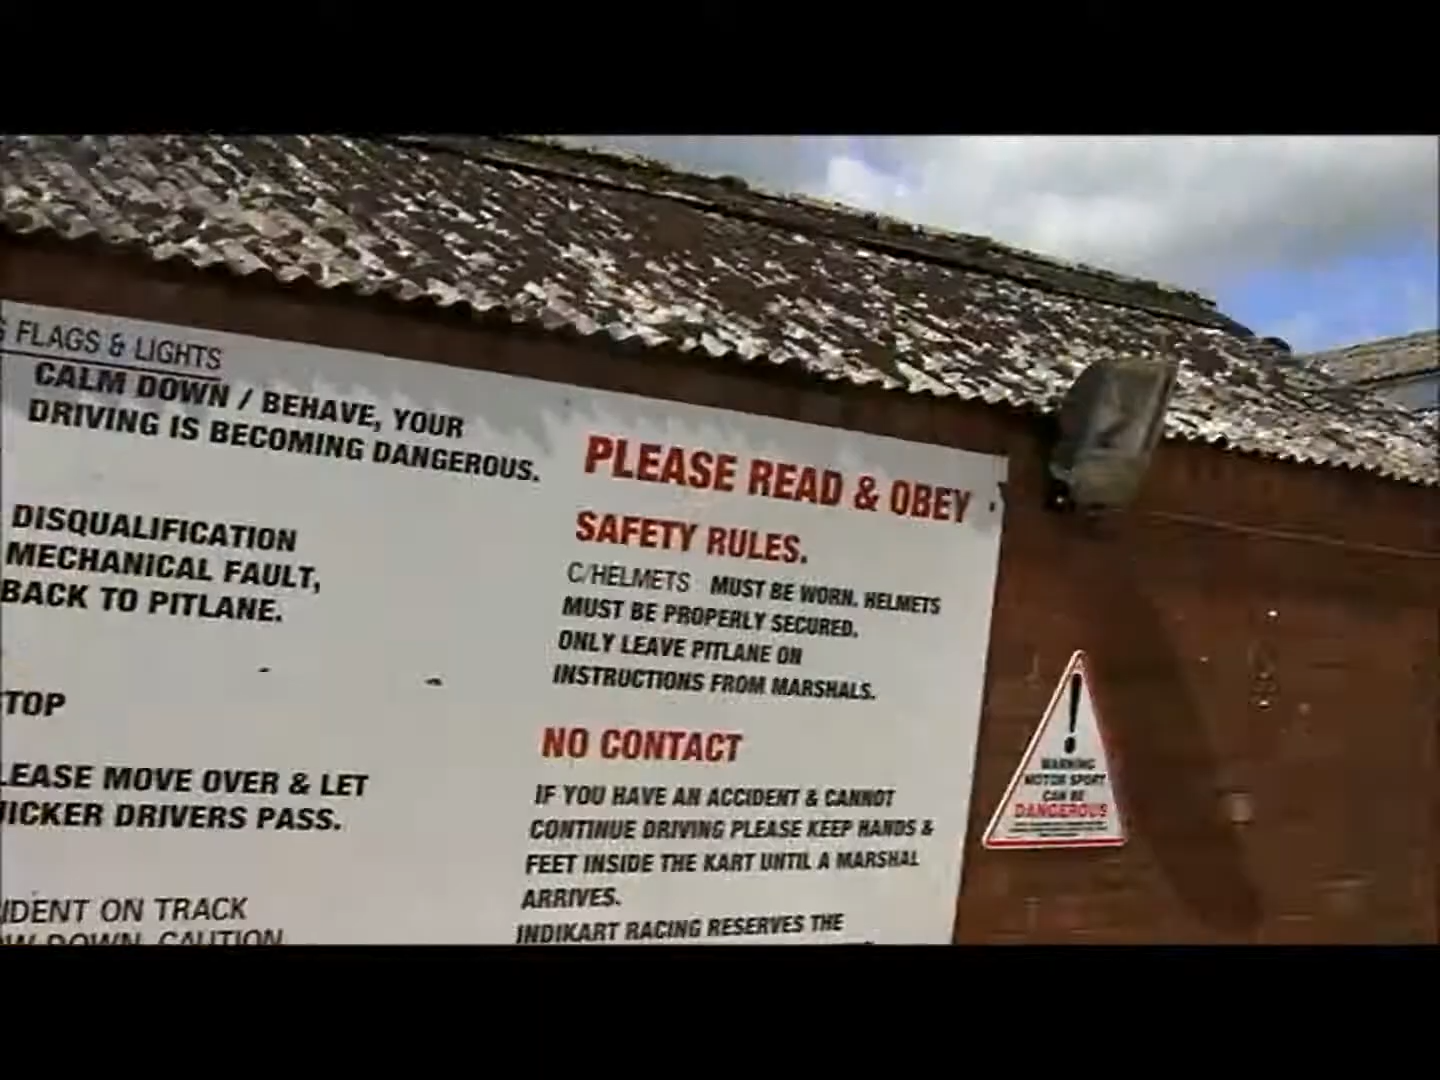 FLAGS & LIGHTS
CALM DOWN / BEHAVE, YOUR
DRIVING IS BECOMING DANGEROUS.
DISQUALIFICATION
MECHANICAL FAULT,
BACK TO PITLANE.
TOP
LEASE MOVE OVER & LET
ICKER DRIVERS PASS.
IDENT ON TRACK
W DOWN, CAUTION
PLEASE READ & OBEY
SAFETY RULES.
C/HELMETS MUST BE WORN. HELMETS
MUST BE PROPERLY SECURED.
ONLY LEAVE PITLANE ON
INSTRUCTIONS FROM MARSHALS.
NO CONTACT
IF YOU HAVE AN ACCIDENT & CANNOT
CONTINUE DRIVING PLEASE KEEP HANDS &
FEET INSIDE THE KART UNTIL A MARSHAL
ARRIVES.
INDIKART RACING RESERVES THE
WARNING
MOTOR SPORT
CAN BE
DANGEROUS